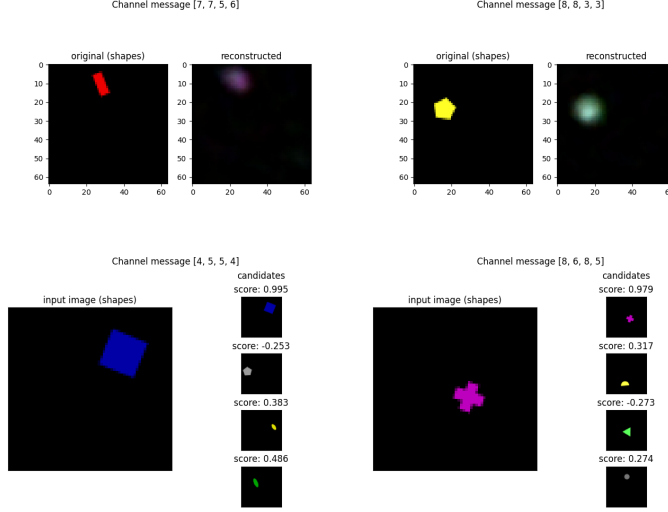 Channel message [7, 7, 5, 6]
original (shapes)
reconstructed
0
10
20
30
40
50
60
0
20
40
60
0
10
20
30
40
50
60
0
20
40
60
Channel message [8, 8, 3, 3]
original (shapes)
reconstructed
0
10
20
30
40
50
60
0
20
40
60
0
10
20
30
40
50
60
0
20
40
60
Channel message [4, 5, 5, 4]
input image (shapes)
candidates
score: 0.995
score: -0.253
score: 0.383
score: 0.486
Channel message [8, 6, 8, 5]
input image (shapes)
candidates
score: 0.979
score: 0.317
score: -0.273
score: 0.274